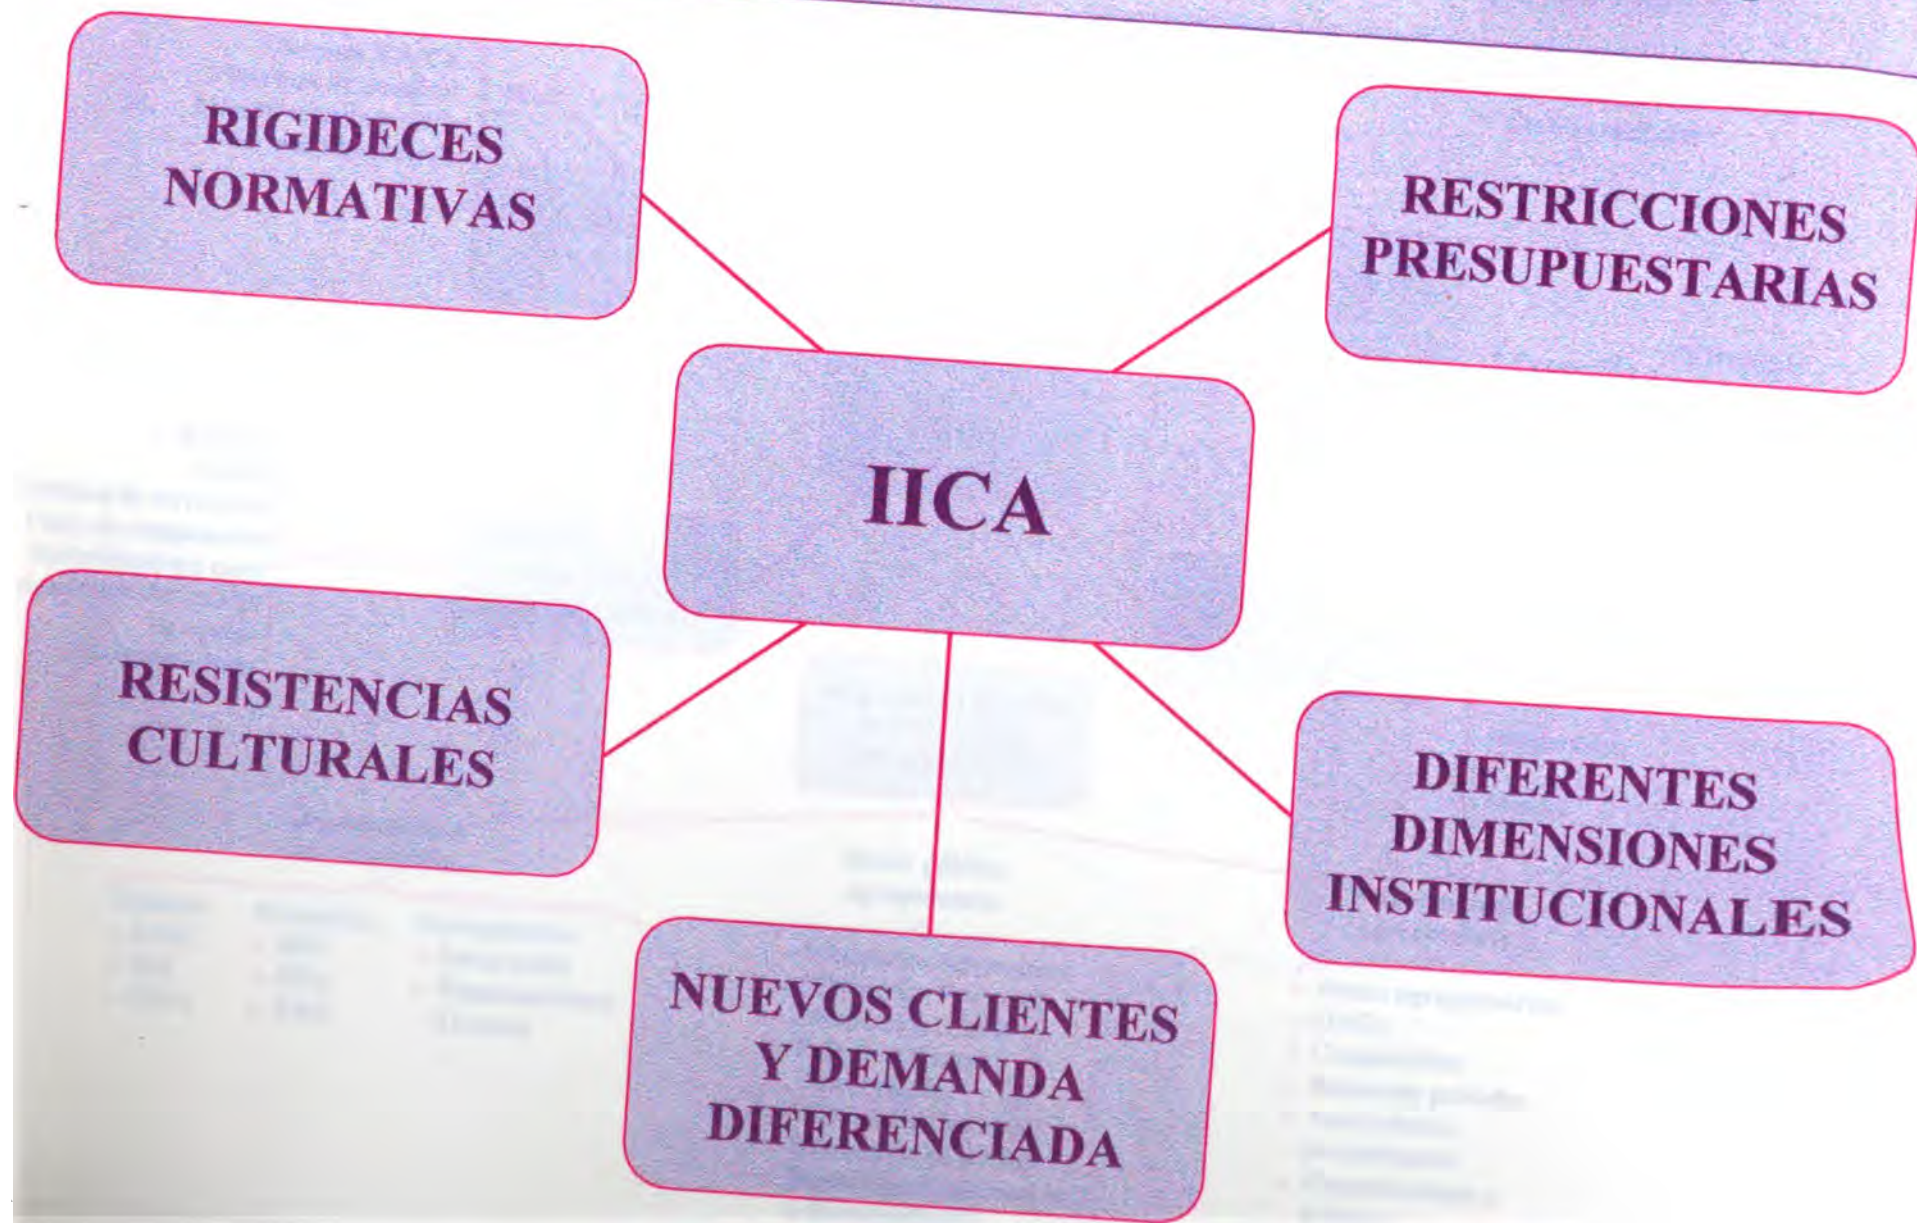 RIGIDECES
NORMATIVAS
RESTRICCIONES
PRESUPUESTARIAS
IICA
RESISTENCIAS
CULTURALES
DIFERENTES
DIMENSIONES
INSTITUCIONALES
NUEVOS CLIENTES
Y DEMANDA
DIFERENCIADA